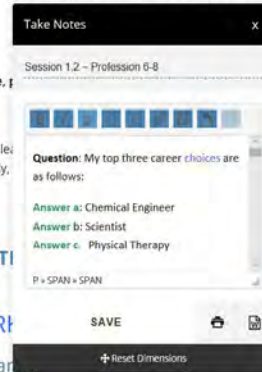 Take Notes x
Session 1.2 – Profession 6-8
Question: My top three career choices are
as follows:
Answer a: Chemical Engineer
Answer b: Scientist
Answer c. Physical Therapy
P » SPAN » SPAN
SAVE
Reset Dimensions